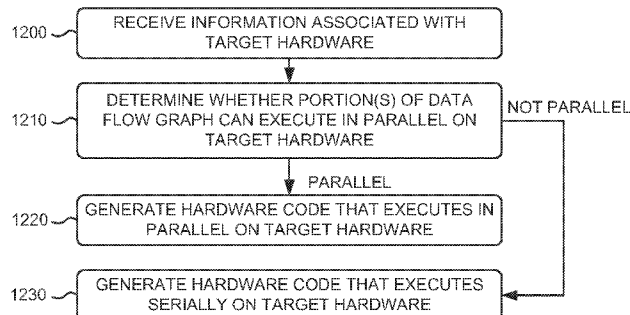 1200
RECEIVE INFORMATION ASSOCIATED WITH
TARGET HARDWARE
1210
DETERMINE WHETHER PORTION(S) OF DATA
FLOW GRAPH CAN EXECUTE IN PARALLEL ON
TARGET HARDWARE
NOT PARALLEL
PARALLEL
1220
GENERATE HARDWARE CODE THAT EXECUTES IN
PARALLEL ON TARGET HARDWARE
1230
GENERATE HARDWARE CODE THAT EXECUTES
SERIALLY ON TARGET HARDWARE